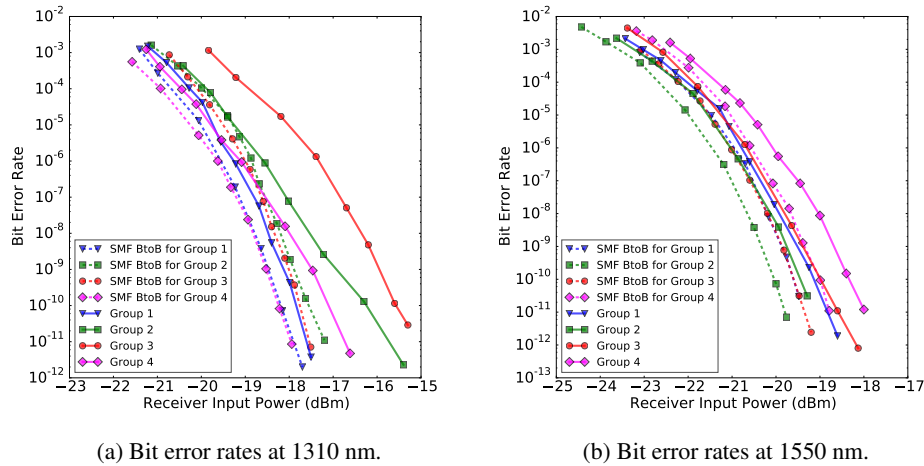 10^-2
10^-3
10^-4
10^-5
10^-6
10^-7
10^-8
10^-9
10^-10
10^-11
10^-12
Bit Error Rate
SMF BtoB for Group 1
SMF BtoB for Group 2
SMF BtoB for Group 3
SMF BtoB for Group 4
Group 1
Group 2
Group 3
Group 4
−23 −22 −21 −20 −19 −18 −17 −16 −15
Receiver Input Power (dBm)
(a) Bit error rates at 1310 nm.
10^-2
10^-3
10^-4
10^-5
10^-6
10^-7
10^-8
10^-9
10^-10
10^-11
10^-12
10^-13
Bit Error Rate
SMF BtoB for Group 1
SMF BtoB for Group 2
SMF BtoB for Group 3
SMF BtoB for Group 4
Group 1
Group 2
Group 3
Group 4
−25 −24 −23 −22 −21 −20 −19 −18 −17
Receiver Input Power (dBm)
(b) Bit error rates at 1550 nm.